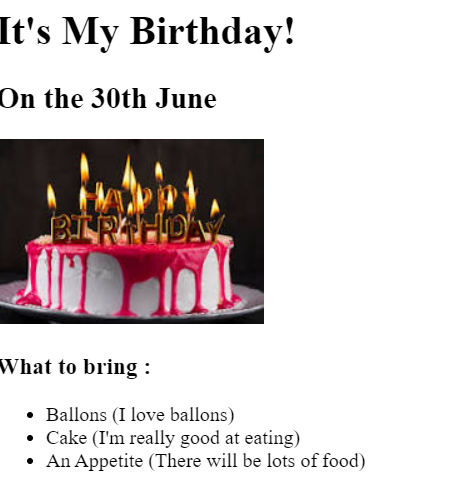 It's My Birthday!
On the 30th June
HAPPY
BIRTHDAY
What to bring :
Ballons (I love ballons)
Cake (I'm really good at eating)
An Appetite (There will be lots of food)